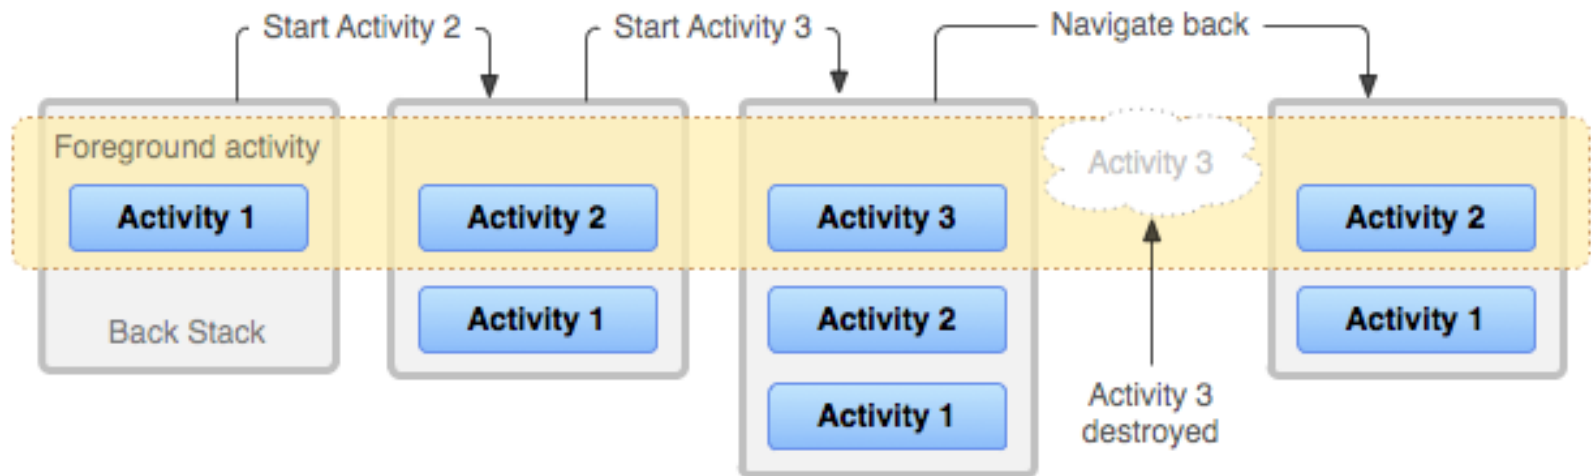 Start Activity 2
Start Activity 3
Navigate back
Foreground activity
Activity 3
Activity 1
Activity 2
Activity 3
Activity 2
Back Stack
Activity 1
Activity 2
Activity 1
Activity 1
Activity 3
destroyed